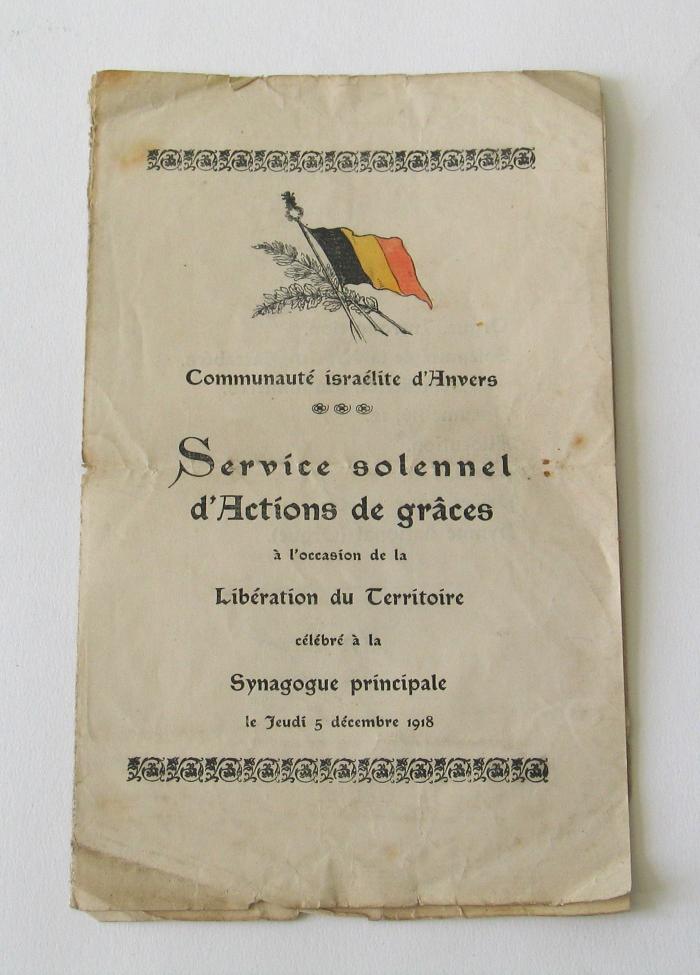 Communauté israélite d'Anvers
Service solennel
d'Actions de grâces
à l'occasion de la
Libération du Territoire
célébré à la
Synagogue principale
le Jeudi 5 décembre 1918